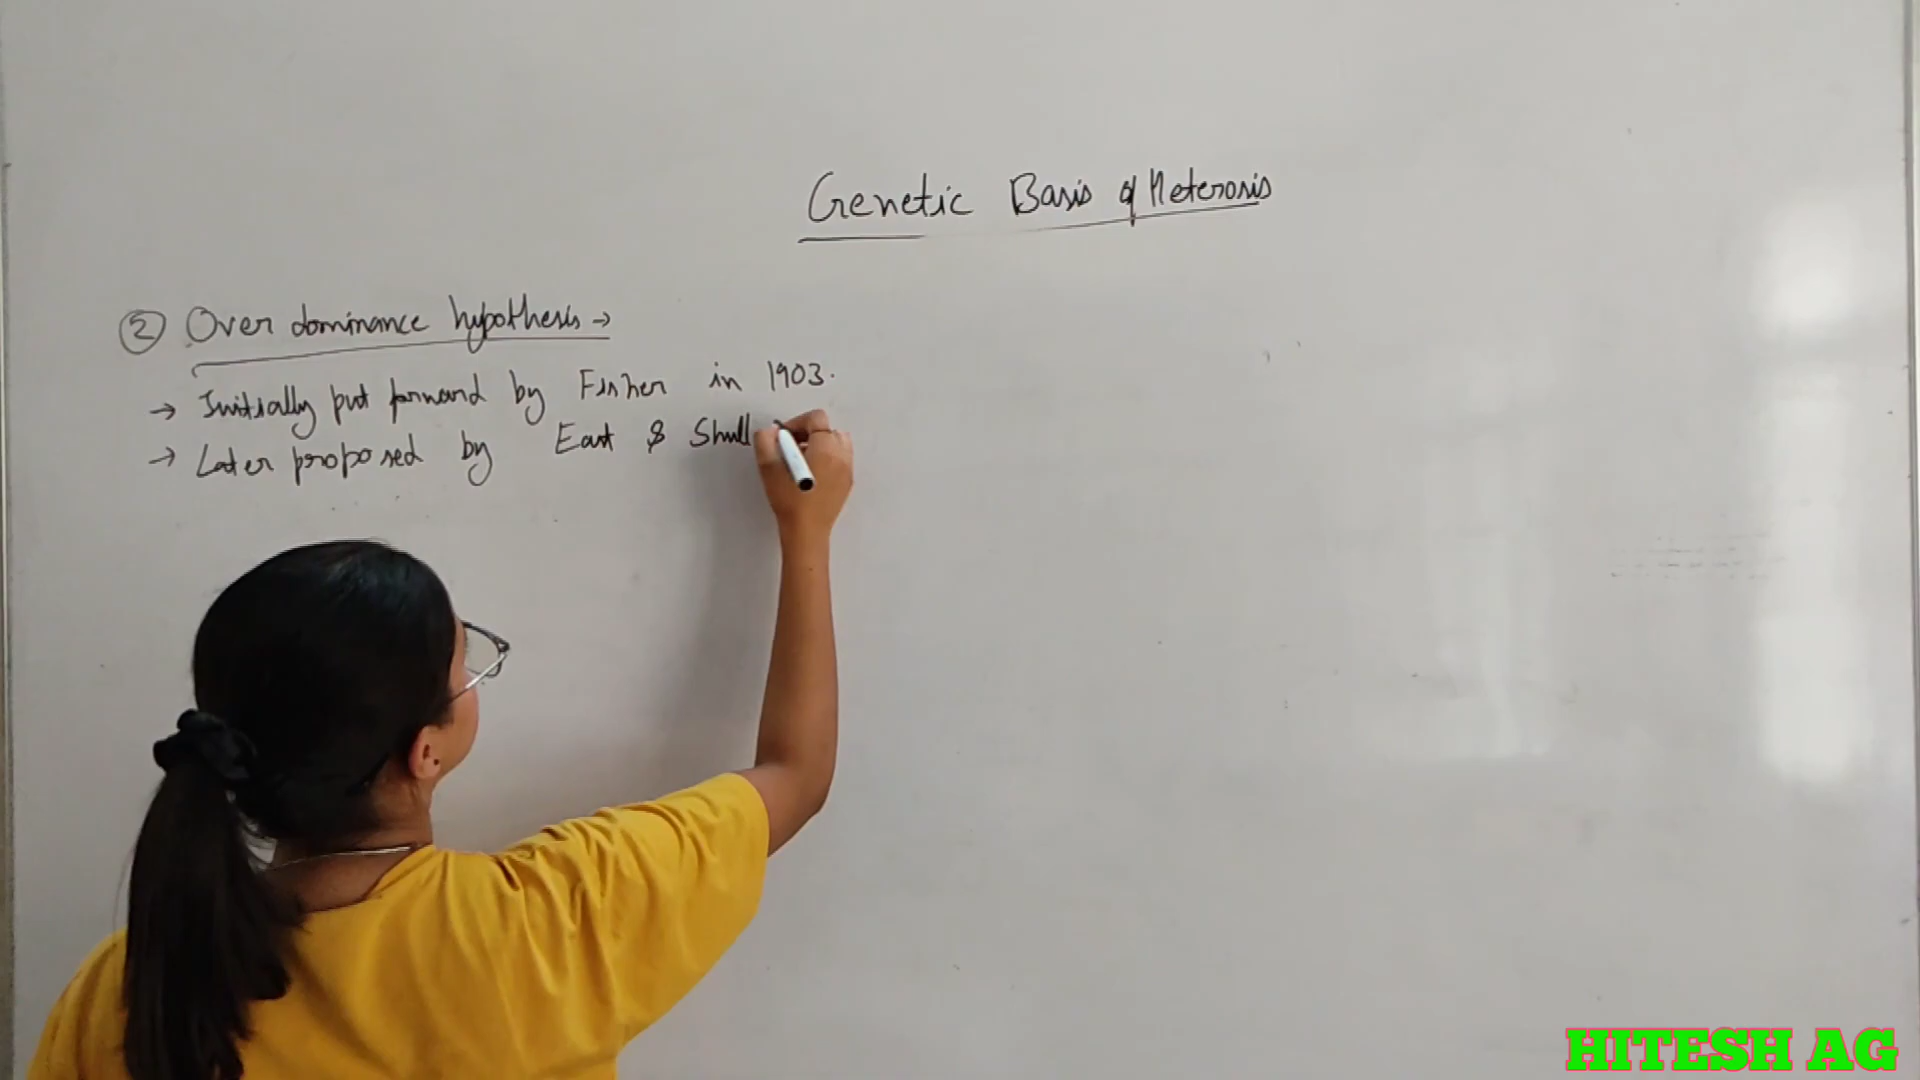 Genetic Basis of Heterosis
② Over dominance hypothesis →
→ Initially put forward by Fisher in 1903.
→ Later proposed by East & Shull
HITESH AG